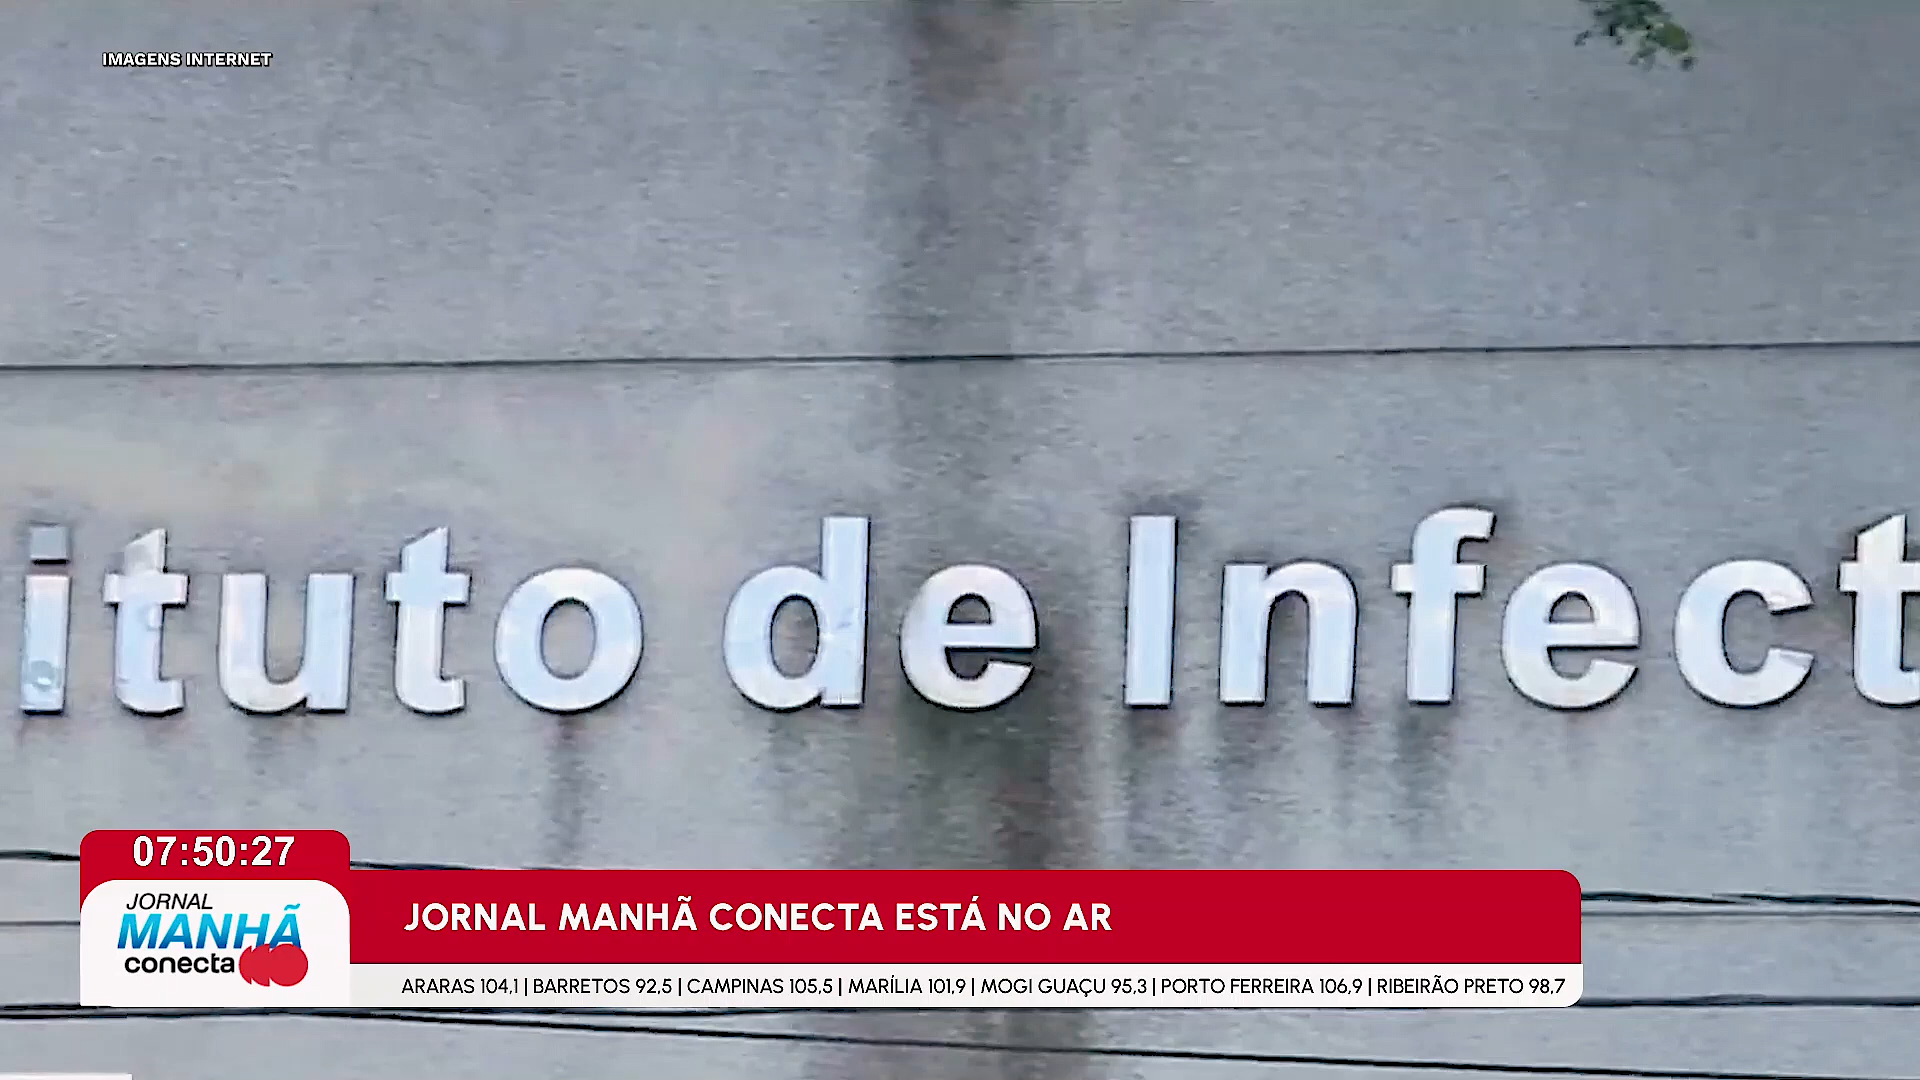 IMAGENS INTERNET
ituto de Infect
07:50:27
JORNAL
MANHÃ
conecta
JORNAL MANHÃ CONECTA ESTÁ NO AR
ARARAS 104,1 | BARRETOS 92,5 | CAMPINAS 105,5 | MARÍLIA 101,9 | MOGI GUAÇU 95,3 | PORTO FERREIRA 106,9 | RIBEIRÃO PRETO 98,7